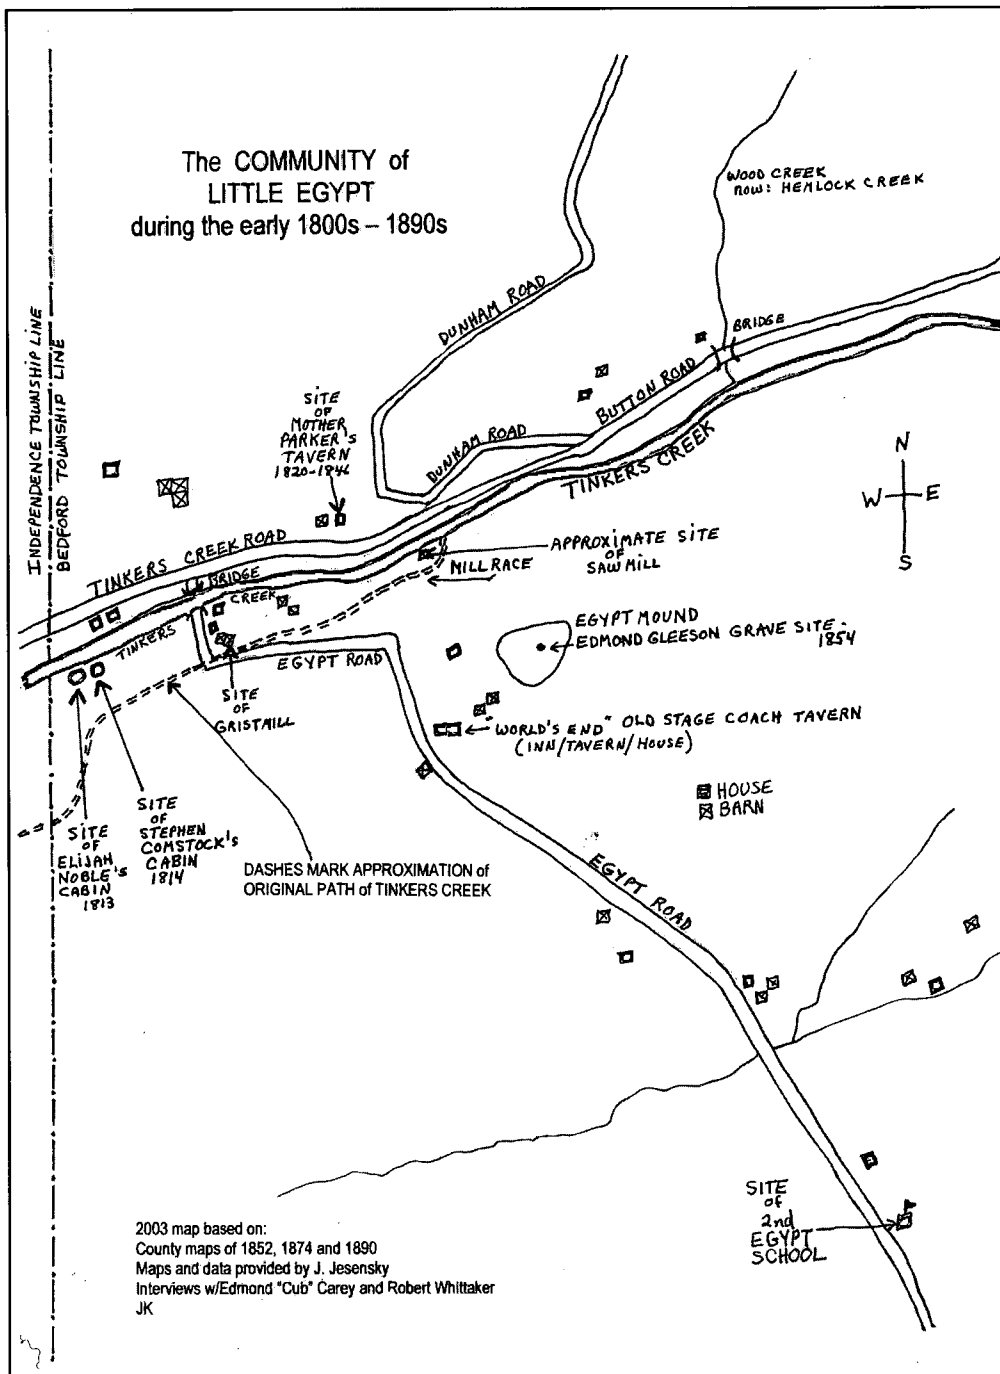 The COMMUNITY of
LITTLE EGYPT
during the early 1800s – 1890s
WOOD CREEK
NOW: HEMLOCK CREEK
DUNHAM ROAD
BRIDGE
INDEPENDENCE TOWNSHIP LINE
BEDFORD TOWNSHIP LINE
SITE
OF
MOTHER
PARKER'S
TAVERN
1820-1846
BUTTON ROAD
DUNHAM ROAD
TINKERS CREEK
N
W E
S
TINKERS CREEK ROAD
APPROXIMATE SITE
OF
SAW MILL
MILL RACE
BRIDGE
TINKERS CREEK
EGYPT MOUND
EDMOND GLEESON GRAVE SITE -
1854
EGYPT ROAD
SITE
OF
GRISTMILL
"WORLD'S END" OLD STAGE COACH TAVERN
(INN/TAVERN/HOUSE)
HOUSE
BARN
SITE
OF
ELIJAH
NOBLE'S
CABIN
1813
SITE
OF
STEPHEN
COMSTOCK'S
CABIN
1814
DASHES MARK APPROXIMATION of
ORIGINAL PATH of TINKERS CREEK
EGYPT ROAD
SITE
OF
2nd
EGYPT
SCHOOL
2003 map based on:
County maps of 1852, 1874 and 1890
Maps and data provided by J. Jesensky
Interviews w/Edmond "Cub" Carey and Robert Whittaker
JK